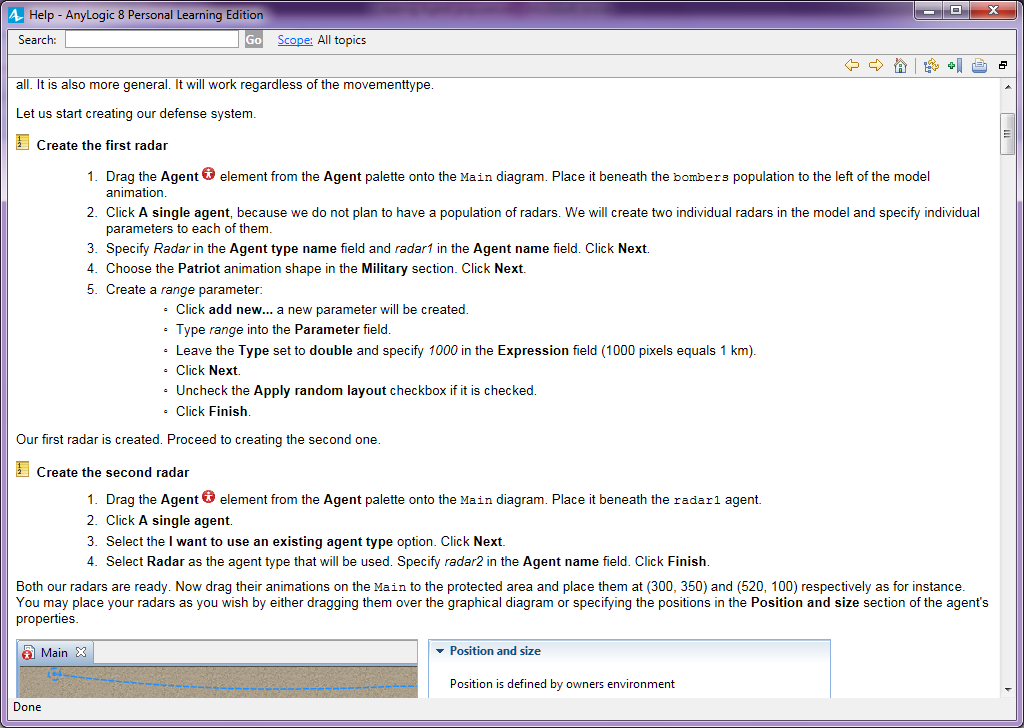 Help - AnyLogic 8 Personal Learning Edition
Search: Go Scope: All topics
all. It is also more general. It will work regardless of the movementtype.
Let us start creating our defense system.
Create the first radar
1. Drag the Agent element from the Agent palette onto the Main diagram. Place it beneath the bombers population to the left of the model
animation.
2. Click A single agent, because we do not plan to have a population of radars. We will create two individual radars in the model and specify individual
parameters to each of them.
3. Specify Radar in the Agent type name field and radar1 in the Agent name field. Click Next.
4. Choose the Patriot animation shape in the Military section. Click Next.
5. Create a range parameter:
◦ Click add new... a new parameter will be created.
◦ Type range into the Parameter field.
◦ Leave the Type set to double and specify 1000 in the Expression field (1000 pixels equals 1 km).
◦ Click Next.
◦ Uncheck the Apply random layout checkbox if it is checked.
◦ Click Finish.
Our first radar is created. Proceed to creating the second one.
Create the second radar
1. Drag the Agent element from the Agent palette onto the Main diagram. Place it beneath the radar1 agent.
2. Click A single agent.
3. Select the I want to use an existing agent type option. Click Next.
4. Select Radar as the agent type that will be used. Specify radar2 in the Agent name field. Click Finish.
Both our radars are ready. Now drag their animations on the Main to the protected area and place them at (300, 350) and (520, 100) respectively as for instance.
You may place your radars as you wish by either dragging them over the graphical diagram or specifying the positions in the Position and size section of the agent's
properties.
Main
Position and size
Position is defined by owners environment
Done